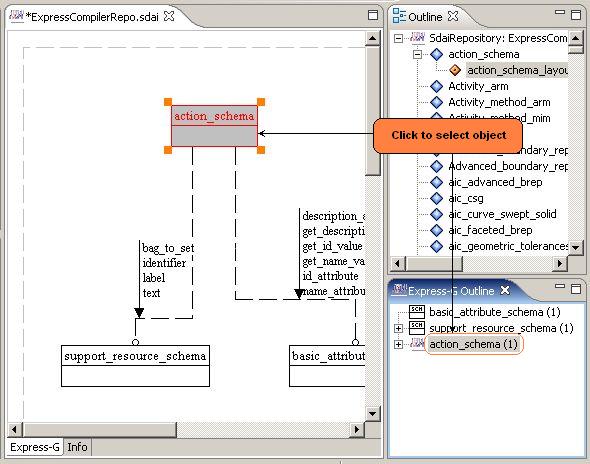 *ExpressCompilerRepo.sdai
action_schema
description_a
get_descripti
get_id_value
get_name_va
id_attribute
name_attribu
bag_to_set
identifier
label
text
support_resource_schema
basic_attribut
Express-G Info
Outline
SdaiRepository: ExpressComp
action_schema
action_schema_layou
Activity_arm
Activity_method_arm
Activity_method_mim
Click to select object
boundary_rep
Advanced_boundary_rep
aic_advanced_brep
aic_csg
aic_curve_swept_solid
aic_faceted_brep
aic_geometric_tolerances
Express-G Outline
SCH basic_attribute_schema (1)
SCH support_resource_schema (1)
action_schema (1)